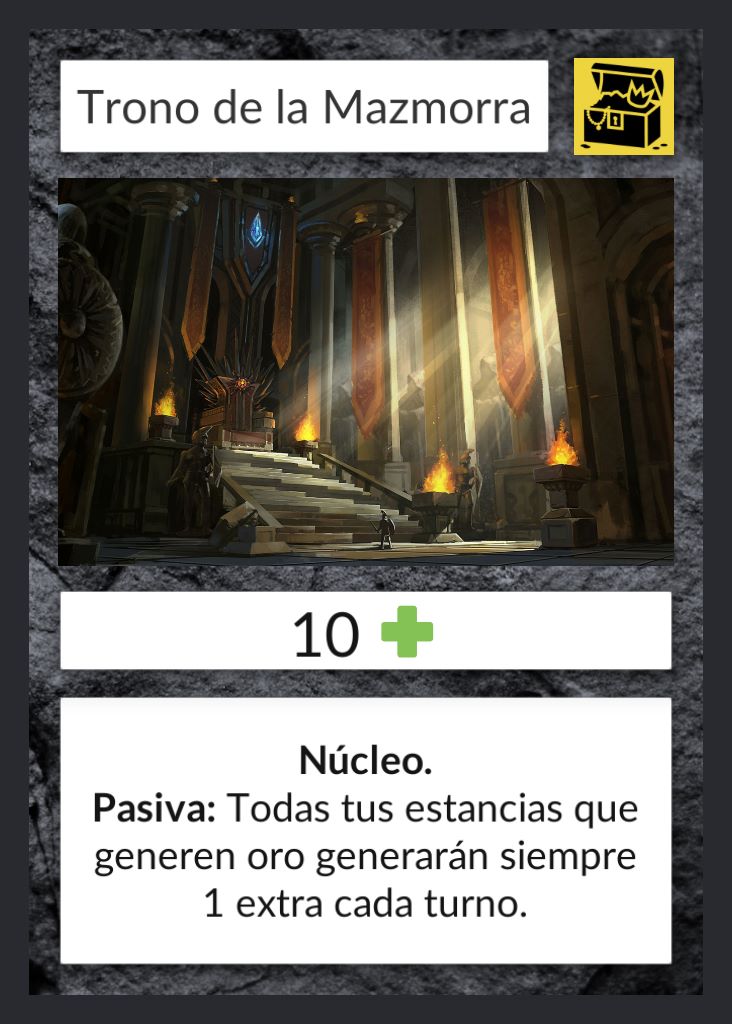 Trono de la Mazmorra
10
Núcleo.
Pasiva: Todas tus estancias que
generen oro generarán siempre
1 extra cada turno.